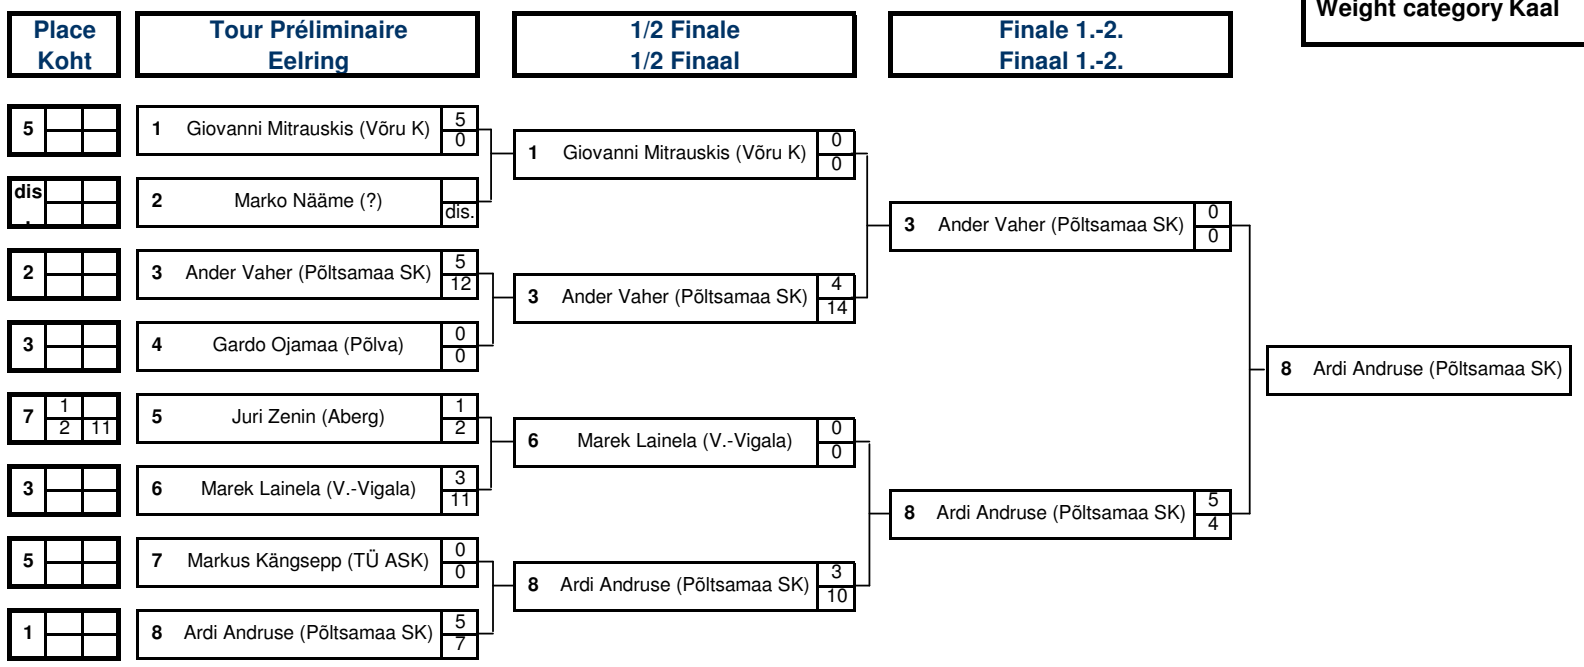 Weight category Kaal
Place Tour Préliminaire 1/2 Finale Finale 1.-2.
Koht Eelring 1/2 Finaal Finaal 1.-2.
5 1 Giovanni Mitrauskis (Võru K) 5 0
1 Giovanni Mitrauskis (Võru K) 0 0
dis. 2 Marko Nääme (?) dis.
3 Ander Vaher (Põltsamaa SK) 0 0
2 3 Ander Vaher (Põltsamaa SK) 5 12
3 Ander Vaher (Põltsamaa SK) 4 14
3 4 Gardo Ojamaa (Põlva) 0 0
8 Ardi Andruse (Põltsamaa SK)
7 1 2 11 5 Juri Zenin (Aberg) 1 2
6 Marek Lainela (V.-Vigala) 0 0
3 6 Marek Lainela (V.-Vigala) 3 11
8 Ardi Andruse (Põltsamaa SK) 5 4
5 7 Markus Kängsepp (TÜ ASK) 0 0
8 Ardi Andruse (Põltsamaa SK) 3 10
1 8 Ardi Andruse (Põltsamaa SK) 5 7